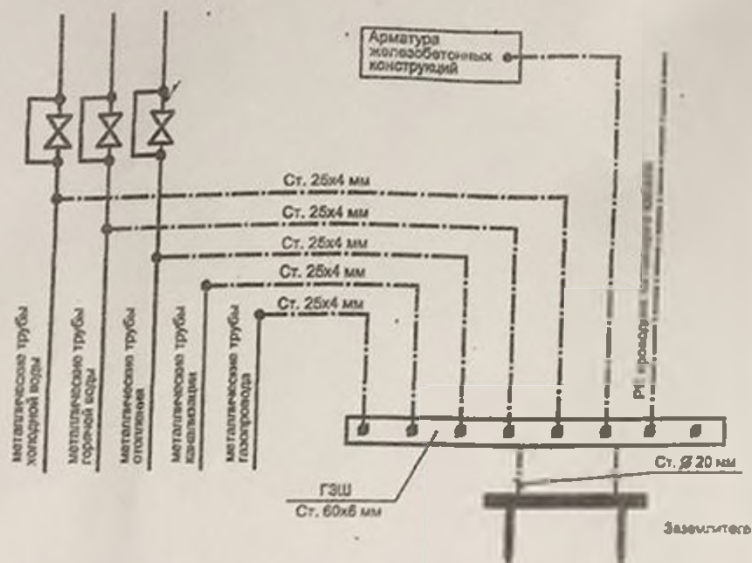 Арматура
железобетонных
конструкций
Ст. 25х4 мм
Ст. 25х4 мм
Ст. 25х4 мм
Ст. 25х4 мм
Ст. 25х4 мм
металлические трубы
холодной воды
металлические трубы
горячей воды
металлические трубы
отопления
металлические трубы
канализации
металлические трубы
газопровода
РЕ проводник
ГЗШ
Ст. 60х6 мм
Ст. Ø 20 мм
Заземлитель